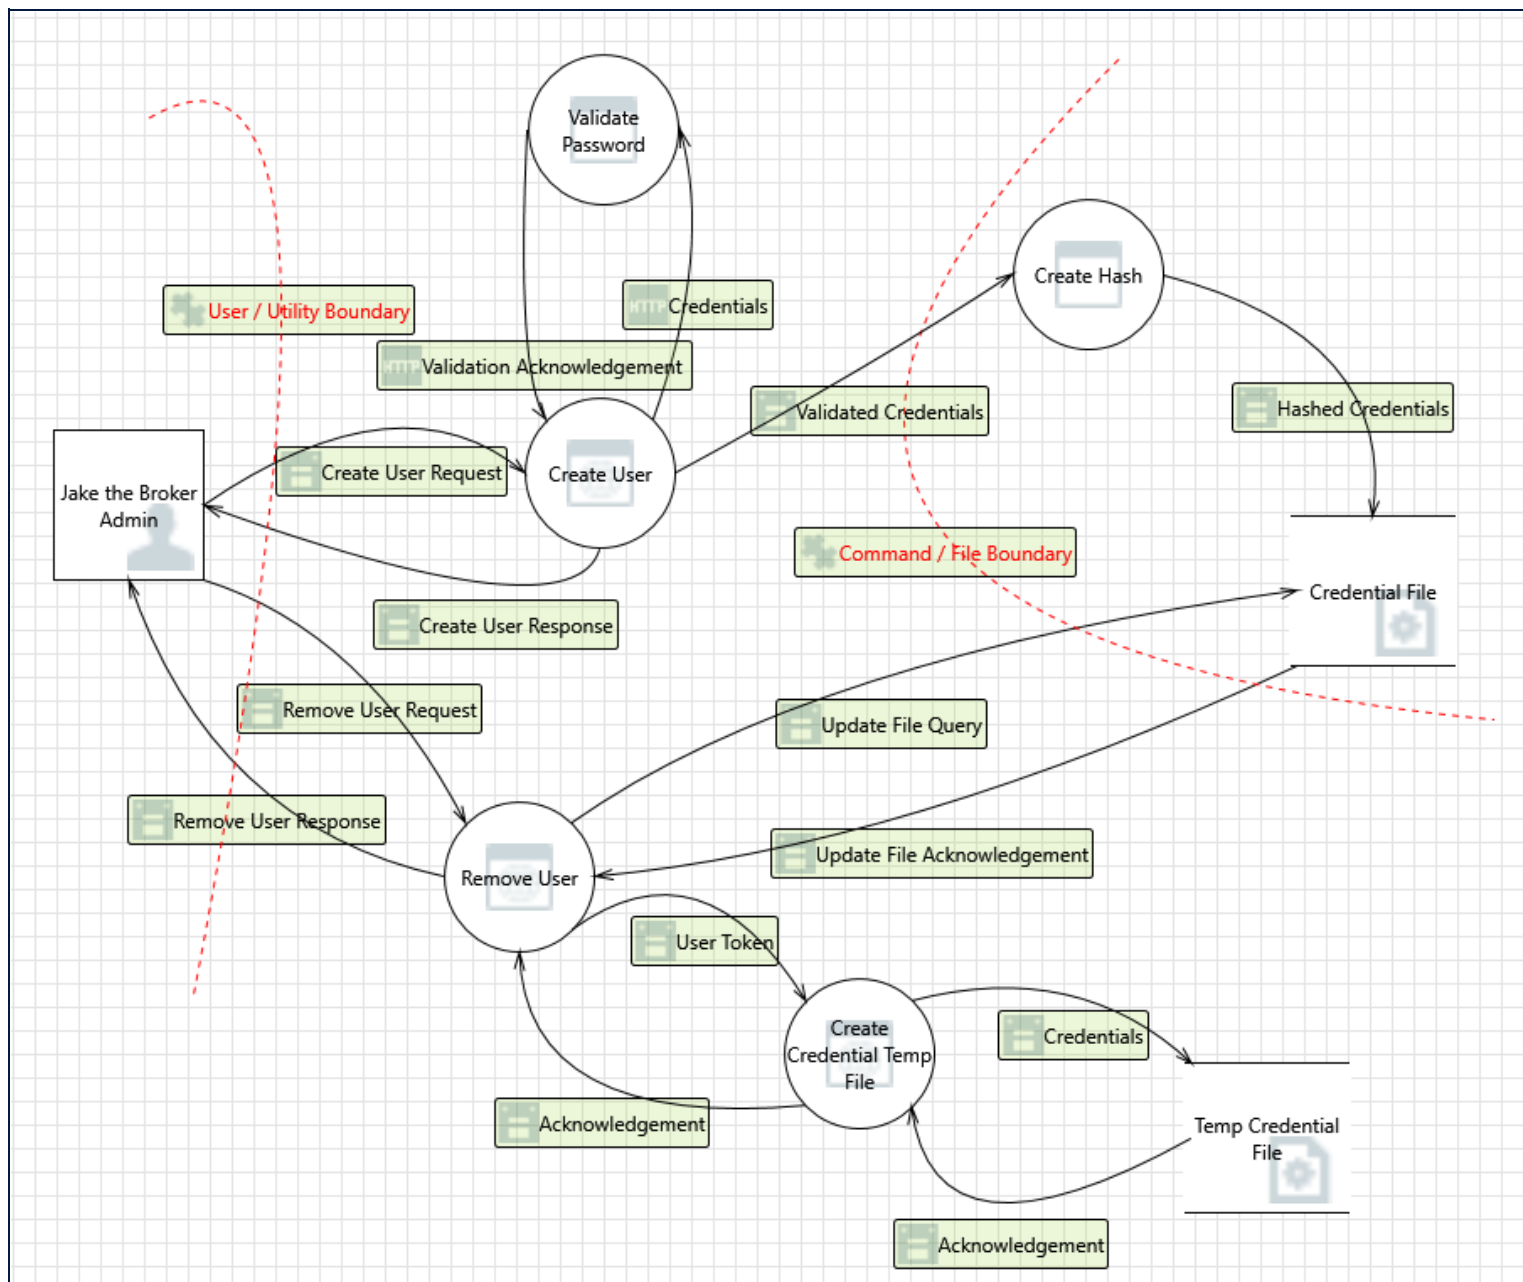 Validate
Password
Create Hash
User / Utility Boundary
HTTP Credentials
HTTP Validation Acknowledgement
Validated Credentials
Hashed Credentials
Create User Request
Create User
Jake the Broker
Admin
Command / File Boundary
Credential File
Create User Response
Remove User Request
Update File Query
Remove User Response
Update File Acknowledgement
Remove User
User Token
Create
Credential Temp
File
Credentials
Acknowledgement
Temp Credential
File
Acknowledgement